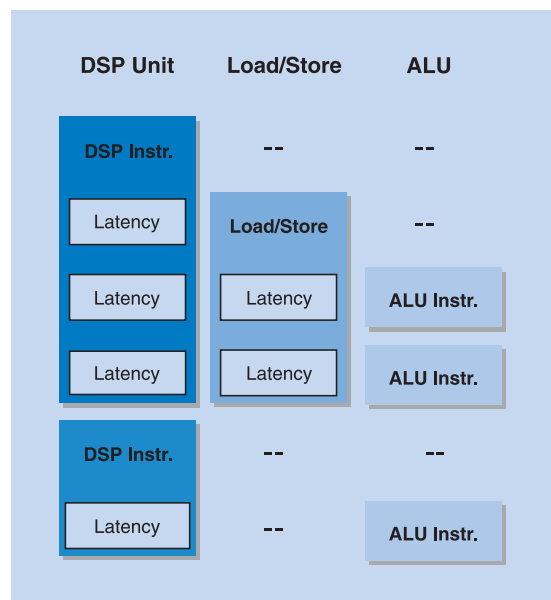 DSP Unit Load/Store ALU
DSP Instr. -- --
Latency Load/Store --
Latency Latency ALU Instr.
Latency Latency ALU Instr.
DSP Instr. -- --
Latency -- ALU Instr.